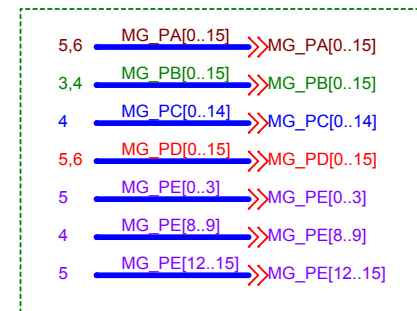 5,6 MG_PA[0..15] MG_PA[0..15]
3,4 MG_PB[0..15] MG_PB[0..15]
4 MG_PC[0..14] MG_PC[0..14]
5,6 MG_PD[0..15] MG_PD[0..15]
5 MG_PE[0..3] MG_PE[0..3]
4 MG_PE[8..9] MG_PE[8..9]
5 MG_PE[12..15] MG_PE[12..15]